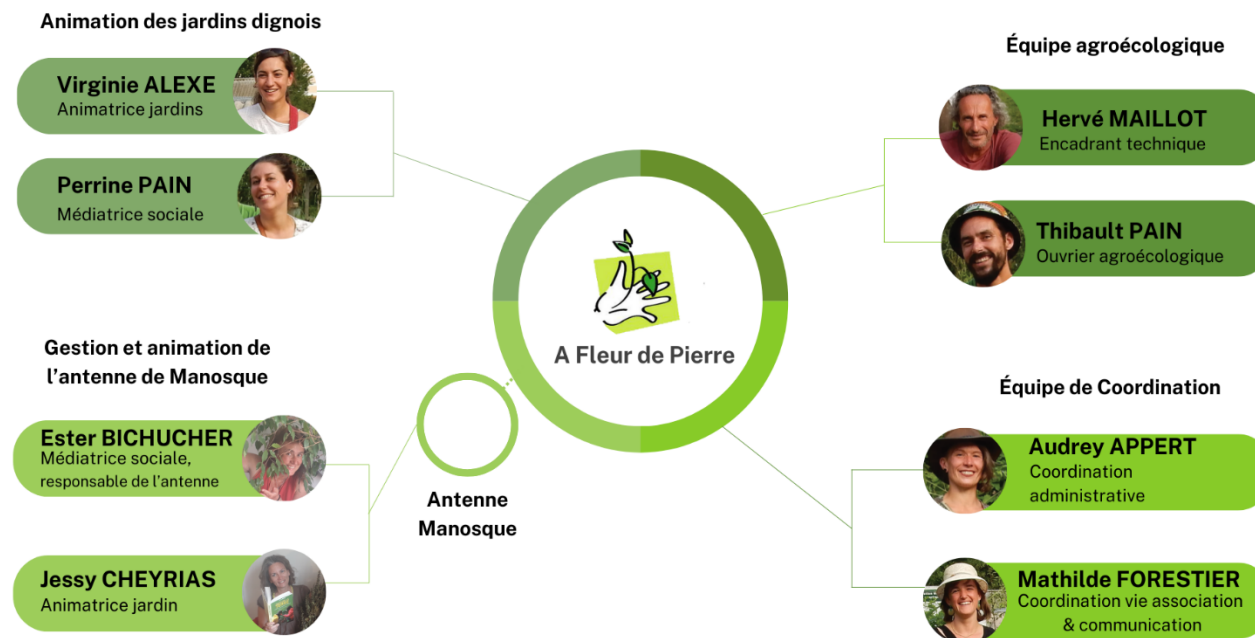 Animation des jardins dignois
Virginie ALEXE
Animatrice jardins
Perrine PAIN
Médiatrice sociale
Équipe agroécologique
Hervé MAILLOT
Encadrant technique
Thibault PAIN
Ouvrier agroécologique
A Fleur de Pierre
Gestion et animation de
l’antenne de Manosque
Ester BICHUCHER
Médiatrice sociale,
responsable de l’antenne
Jessy CHEYRIAS
Animatrice jardin
Antenne
Manosque
Équipe de Coordination
Audrey APPERT
Coordination
administrative
Mathilde FORESTIER
Coordination vie association
& communication